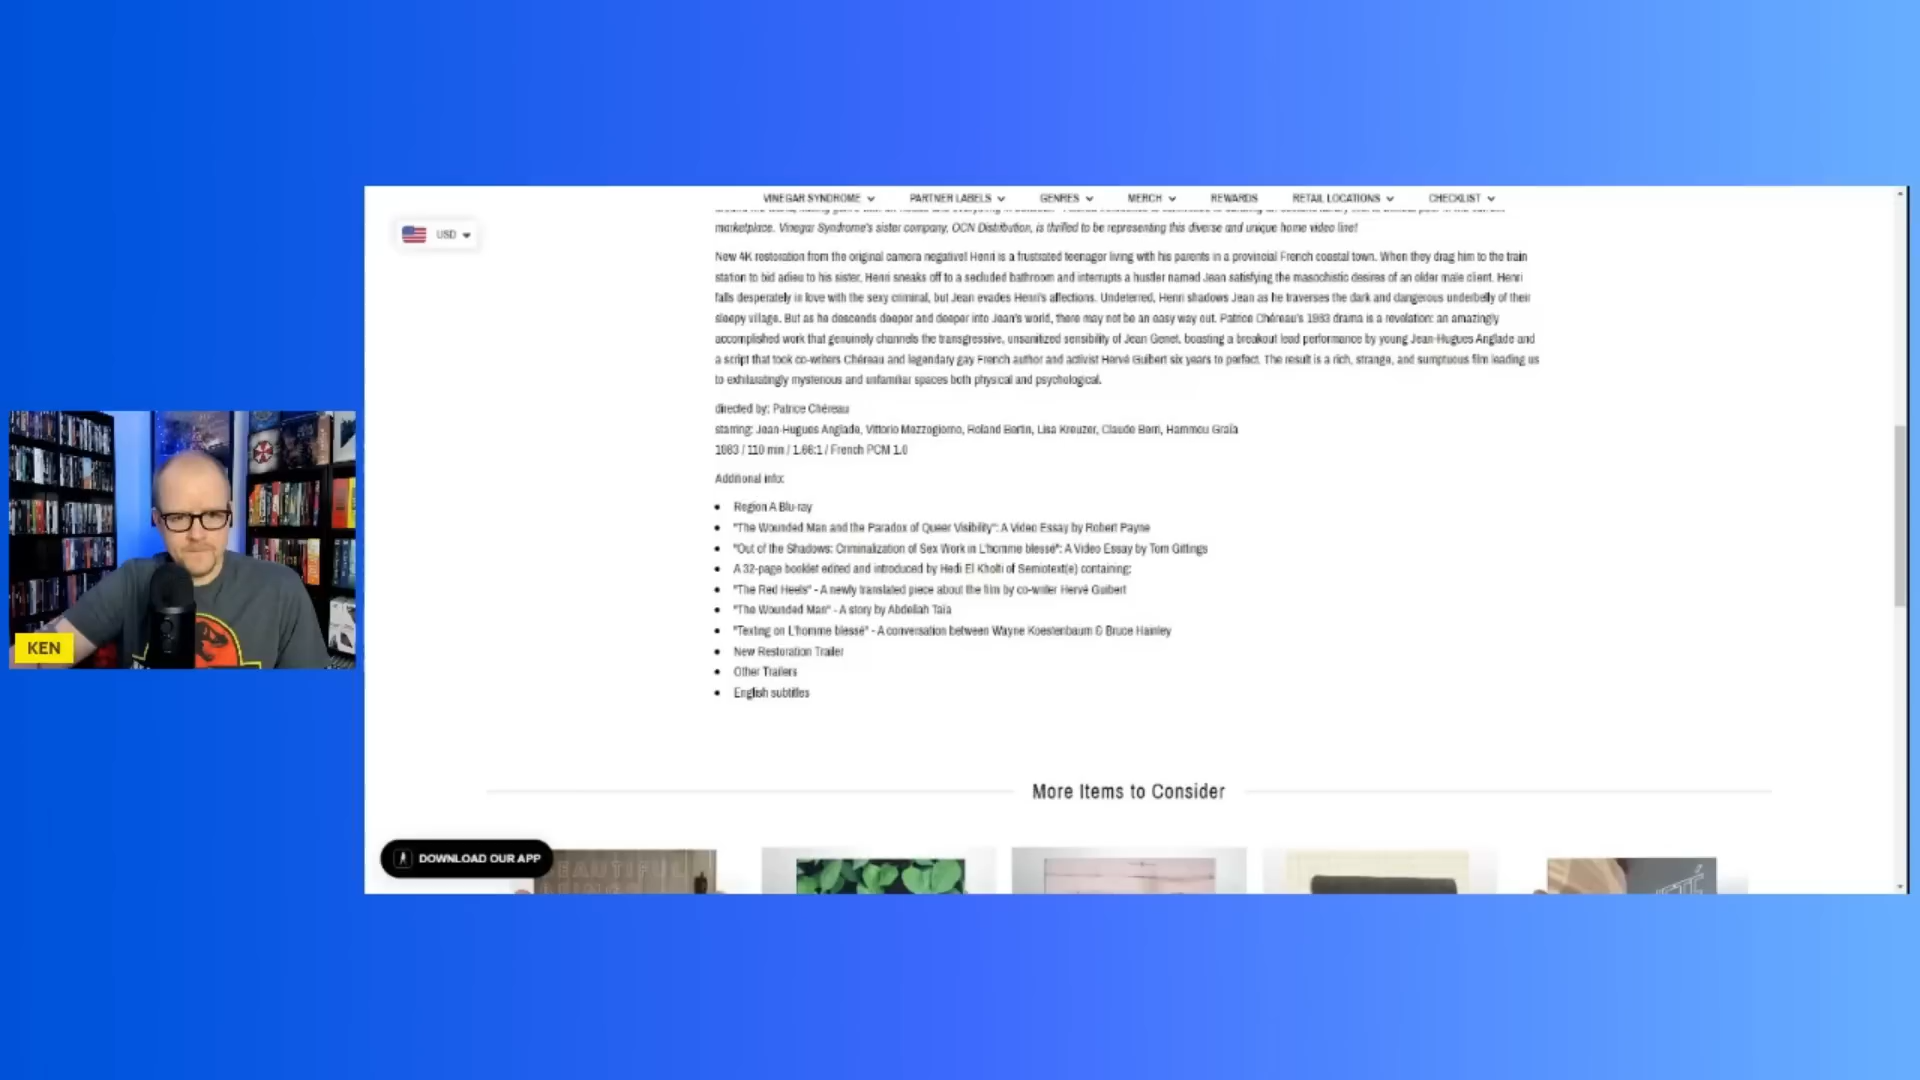 VINEGAR SYNDROME PARTNER LABELS GENRES MERCH REWARDS RETAIL LOCATIONS CHECKLIST
USD
marketplace. Vinegar Syndrome's sister company, OCN Distribution, is thrilled to be representing this diverse and unique home video line!
New 4K restoration from the original camera negative! Henri is a frustrated teenager living with his parents in a provincial French coastal town. When they drag him to the train
station to bid adieu to his sister, Henri sneaks off to a secluded bathroom and interrupts a hustler named Jean satisfying the masochistic desires of an older male client. Henri
falls desperately in love with the sexy criminal, but Jean evades Henri's affections. Undeterred, Henri shadows Jean as he traverses the dark and dangerous underbelly of their
sleepy village. But as he descends deeper and deeper into Jean's world, there may not be an easy way out. Patrice Chéreau's 1983 drama is a revelation: an amazingly
accomplished work that genuinely channels the transgressive, unsanitized sensibility of Jean Genet, boasting a breakout lead performance by young Jean-Hugues Anglade and
a script that took co-writers Chéreau and legendary gay French author and activist Hervé Guibert six years to perfect. The result is a rich, strange, and sumptuous film leading us
to exhilaratingly mysterious and unfamiliar spaces both physical and psychological.
directed by: Patrice Chéreau
starring: Jean-Hugues Anglade, Vittorio Mezzogiorno, Roland Bertin, Lisa Kreuzer, Claude Berri, Hammou Graïa
1983 / 110 min / 1.66:1 / French PCM 1.0
Additional info:
Region A Blu-ray
"The Wounded Man and the Paradox of Queer Visibility": A Video Essay by Robert Payne
"Out of the Shadows: Criminalization of Sex Work in L'homme blessé": A Video Essay by Tom Gittings
A 32-page booklet edited and introduced by Hedi El Kholti of Semiotext(e) containing:
"The Red Heels" - A newly translated piece about the film by co-writer Hervé Guibert
"The Wounded Man" - A story by Abdellah Taïa
"Texting on L'homme blessé" - A conversation between Wayne Koestenbaum & Bruce Hainley
New Restoration Trailer
Other Trailers
English subtitles
KEN
More Items to Consider
DOWNLOAD OUR APP
BEAUTIFUL